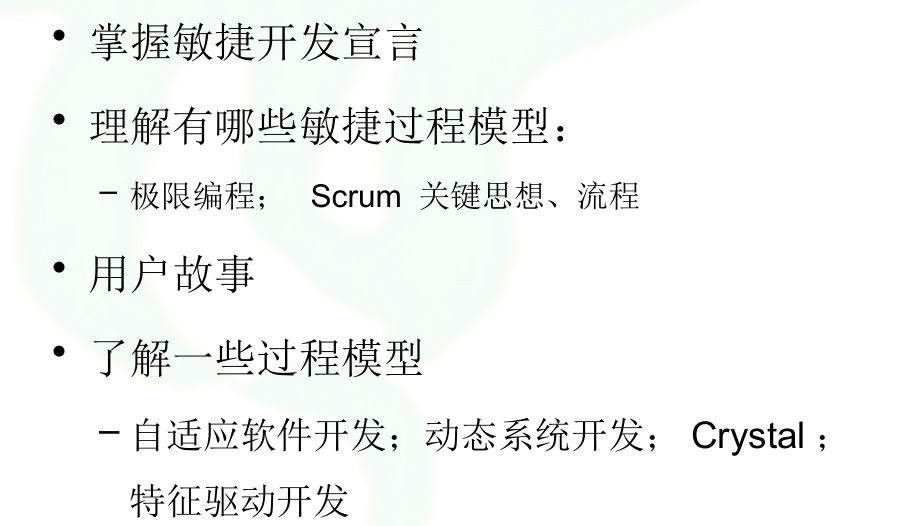 • 掌握敏捷开发宣言
• 理解有哪些敏捷过程模型：
– 极限编程； Scrum 关键思想、流程
• 用户故事
• 了解一些过程模型
– 自适应软件开发；动态系统开发； Crystal ；
特征驱动开发